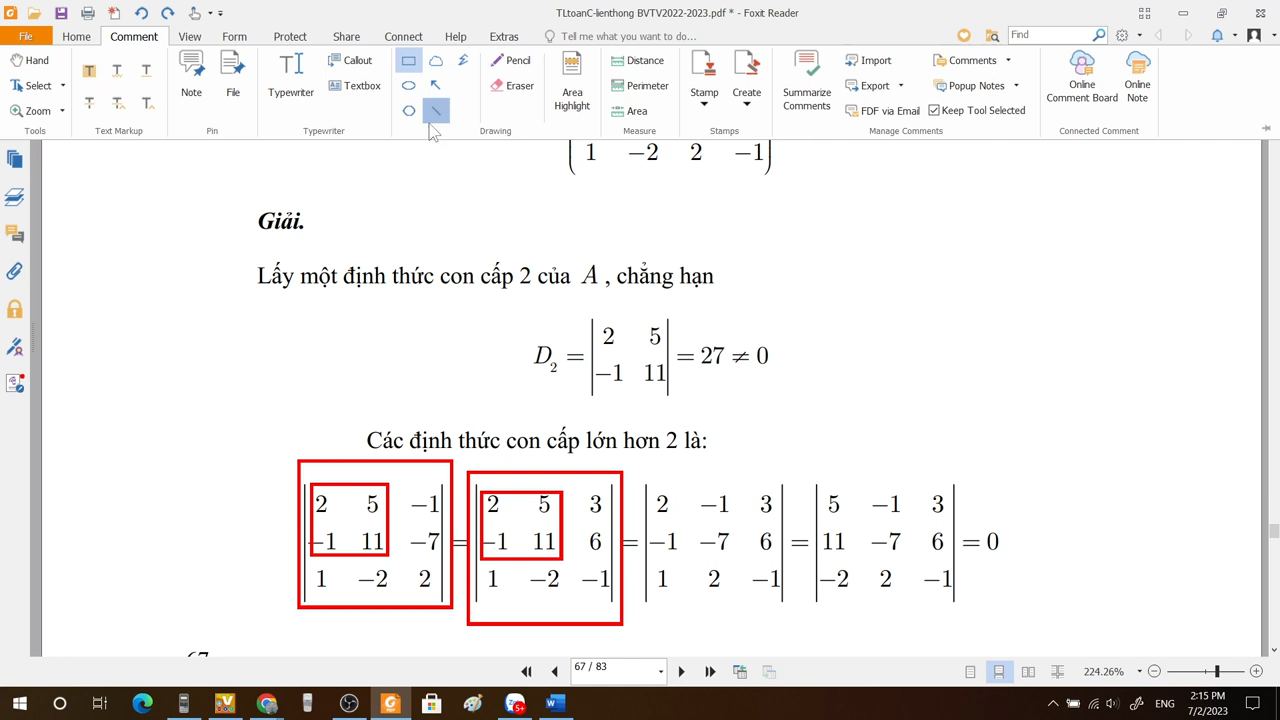 TLtoanC-lienthong BVTV2022-2023.pdf * - Foxit Reader
File Home Comment View Form Protect Share Connect Help Extras Tell me what you want to do... Find
Hand
Select
Zoom
Tools
Text Markup
Note
File
Pin
Typewriter
Callout
Textbox
Typewriter
Pencil
Eraser
Drawing
Area
Highlight
Distance
Perimeter
Area
Measure
Stamp
Create
Stamps
Summarize
Comments
Import
Export
FDF via Email
Comments
Popup Notes
Keep Tool Selected
Manage Comments
Online
Comment Board
Online
Note
Connected Comment
1 −2 2 −1
Giải.
Lấy một định thức con cấp 2 của A , chẳng hạn
D2 = |2 5; −1 11| = 27 ≠ 0
Các định thức con cấp lớn hơn 2 là:
|2 5 −1; −1 11 −7; 1 −2 2| = |2 5 3; −1 11 6; 1 −2 −1| = |2 −1 3; −1 −7 6; 1 2 −1| = |5 −1 3; 11 −7 6; −2 2 −1| = 0
67
67 / 83
224.26%
5+
ENG
2:15 PM
7/2/2023